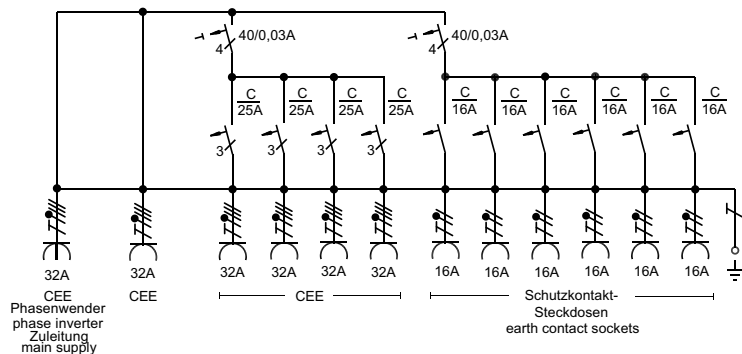 40/0,03A
4
40/0,03A
4
C C C C C C C C C C
25A 25A 25A 25A 16A 16A 16A 16A 16A 16A
3 3 3 3
32A 32A 32A 32A 32A 32A 16A 16A 16A 16A 16A 16A
CEE CEE CEE Schutzkontakt-
Phasenwender Steckdosen
phase inverter earth contact sockets
Zuleitung
main supply